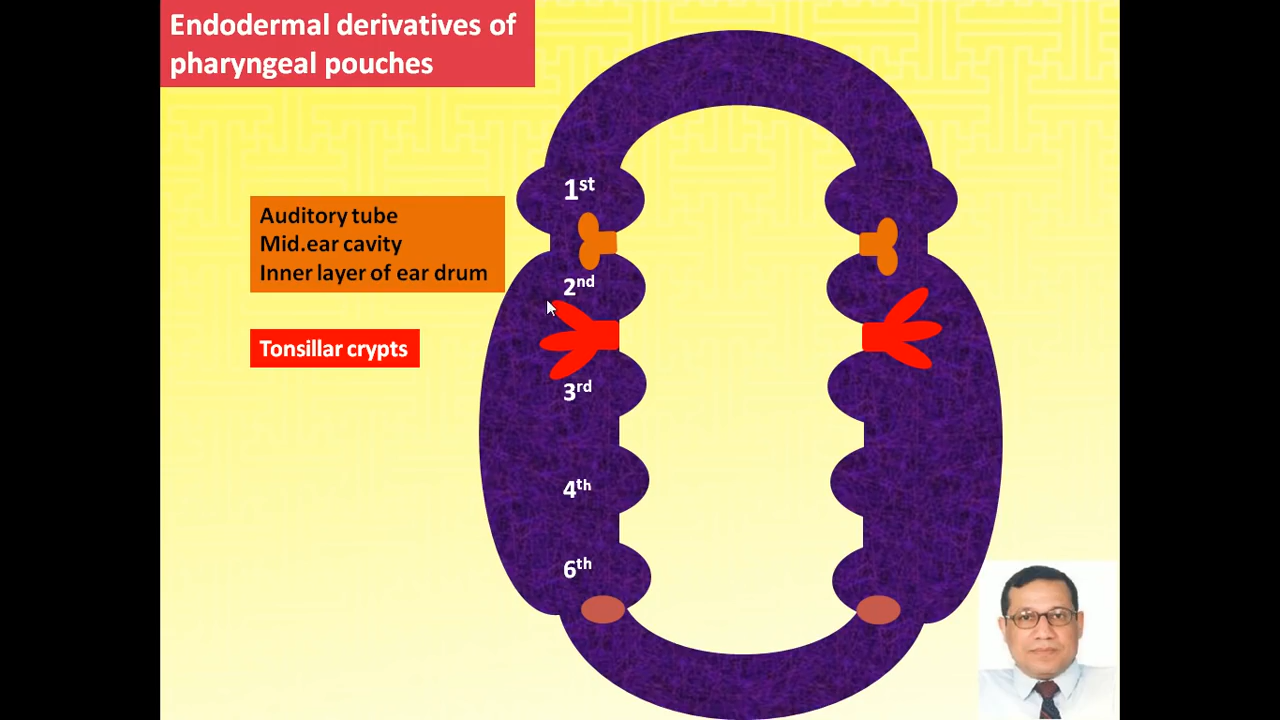 Endodermal derivatives of
pharyngeal pouches
Auditory tube
Mid.ear cavity
Inner layer of ear drum
Tonsillar crypts
1st
2nd
3rd
4th
6th